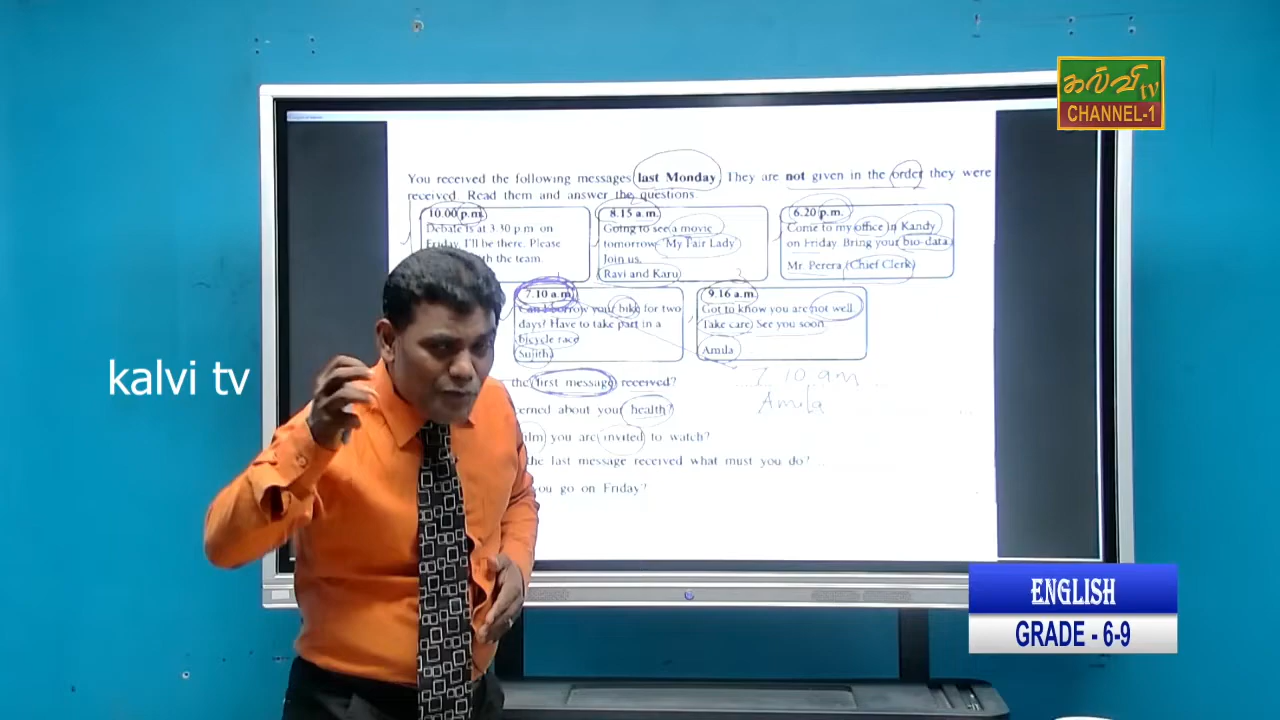 கல்வி TV
CHANNEL-1
You received the following messages last Monday. They are not given in the order they were
received. Read them and answer the questions.
10.00 p.m.
Debate is at 3.30 p.m. on
Friday. I'll be there. Please
with the team.
8.15 a.m.
Going to see a movie
tomorrow. 'My Fair Lady'
Join us.
Ravi and Karu
6.20 p.m.
Come to my office in Kandy
on Friday. Bring your bio-data
Mr. Perera (Chief Clerk)
7.10 a.m.
Can I borrow your bike for two
days? Have to take part in a
bicycle race
Sujith
9.16 a.m.
Got to know you are not well.
Take care. See you soon
Amila
the first message received? 7.10 a.m
about your health? Amila
you are invited to watch?
the last message received what must you do?
you go on Friday?
kalvi tv
ENGLISH
GRADE - 6-9